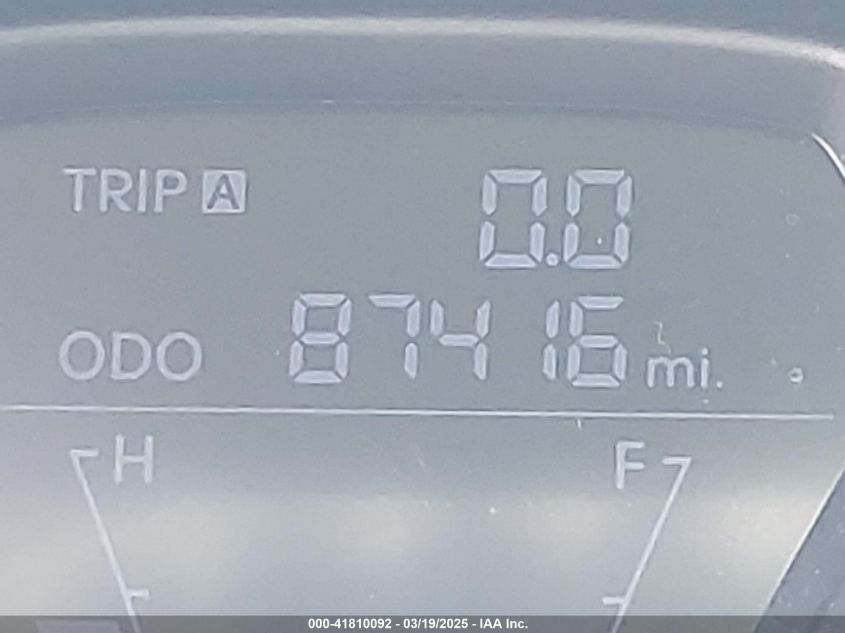 TRIP A 0.0
ODO 87416 mi.
H F
000-41810092 - 03/19/2025 - IAA Inc.